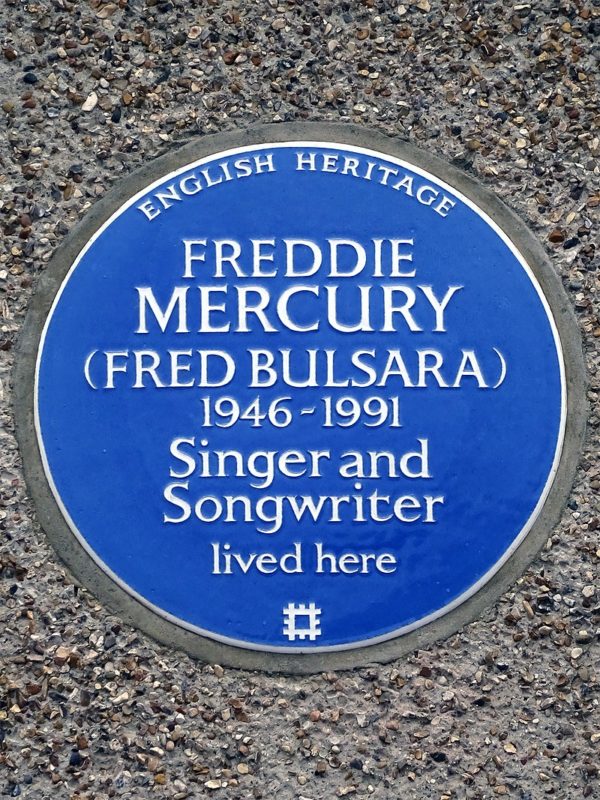 ENGLISH HERITAGE
FREDDIE
MERCURY
(FRED BULSARA)
1946-1991
Singer and
Songwriter
lived here